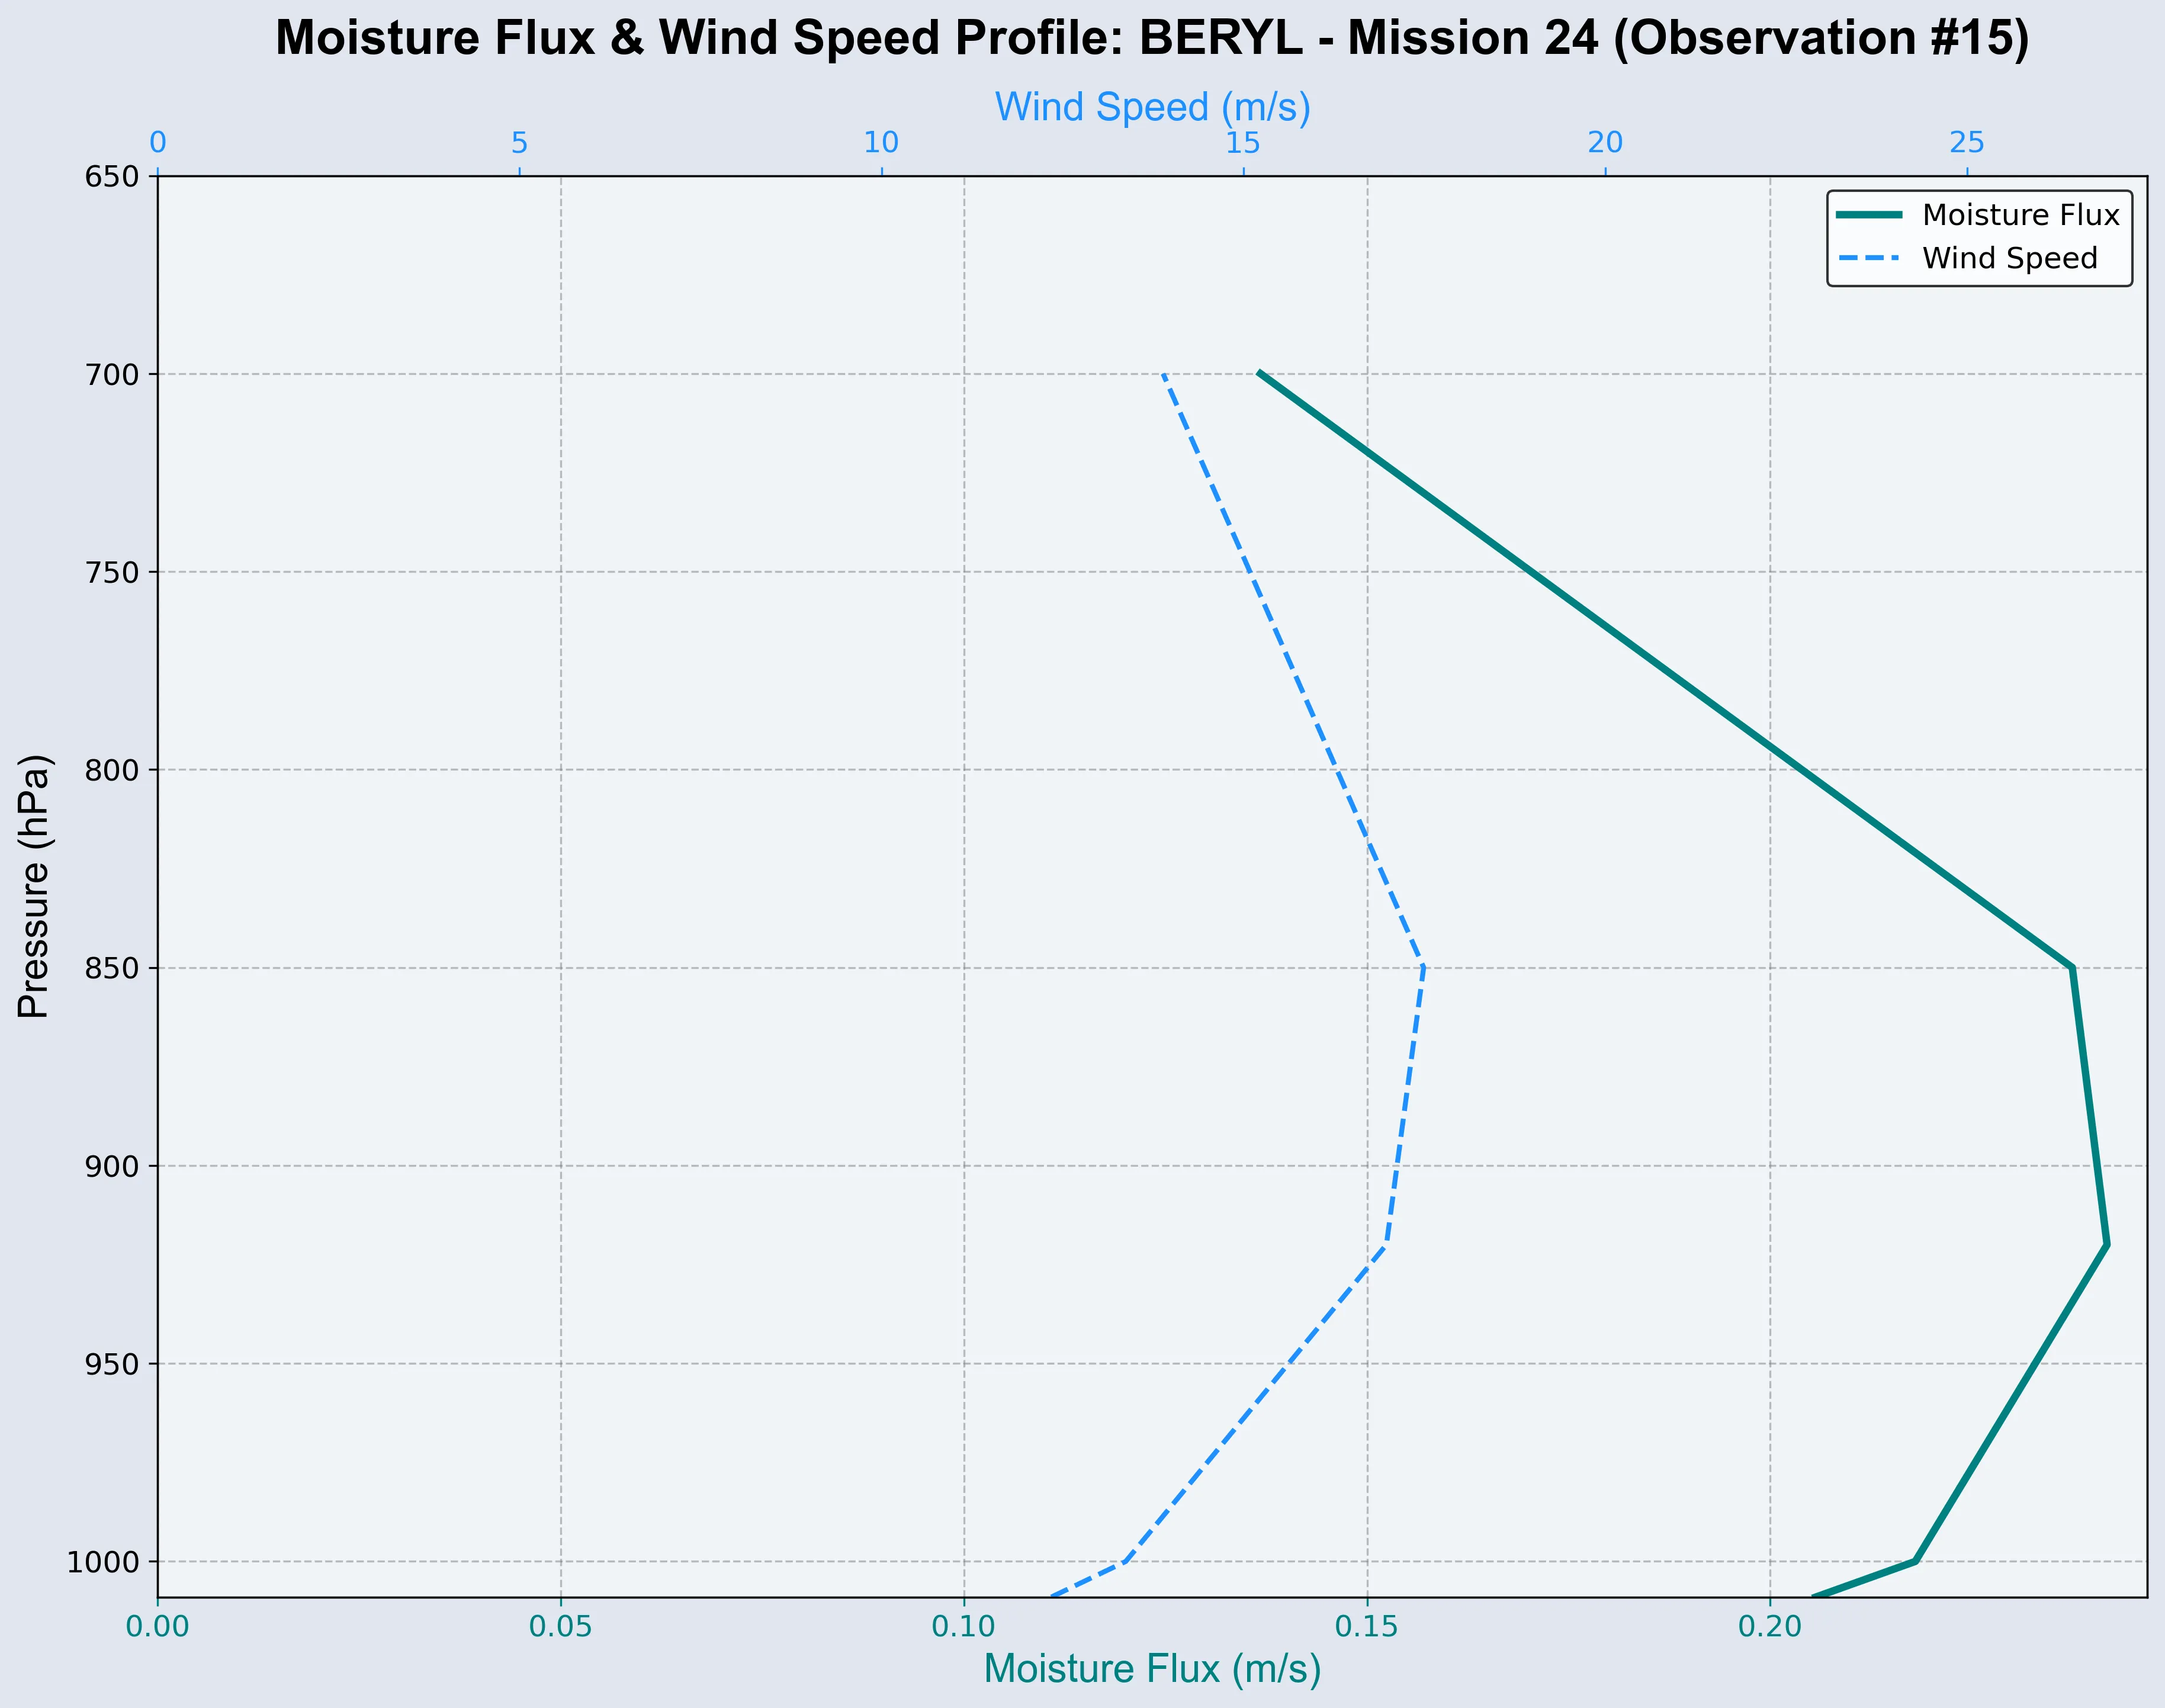 Moisture Flux & Wind Speed Profile: BERYL - Mission 24 (Observation #15)
Wind Speed (m/s)
0 5 10 15 20 25
Moisture Flux
Wind Speed
Pressure (hPa)
650
700
750
800
850
900
950
1000
0.00 0.05 0.10 0.15 0.20
Moisture Flux (m/s)